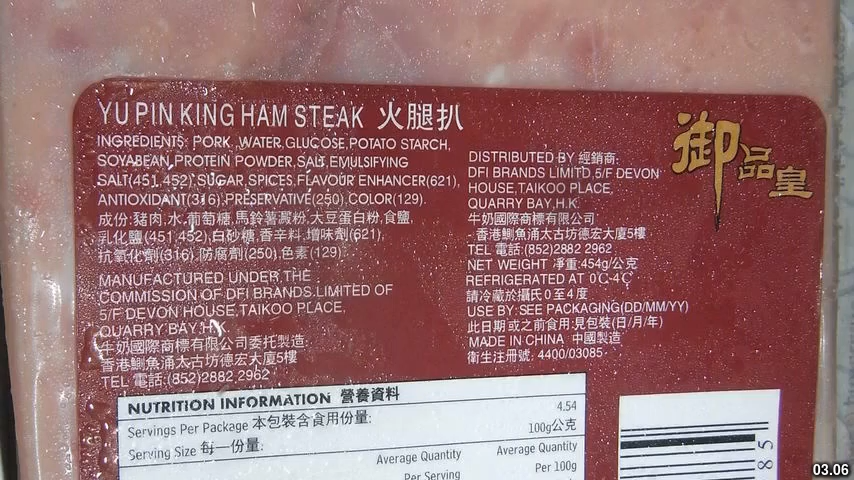 YU PIN KING HAM STEAK 火腿扒
INGREDIENTS: PORK, WATER, GLUCOSE, POTATO STARCH,
SOYABEAN PROTEIN POWDER, SALT, EMULSIFYING
SALT(451,452), SUGAR, SPICES, FLAVOUR ENHANCER(621),
ANTIOXIDANT(316), PRESERVATIVE(250), COLOR(129).
成份:豬肉,水,葡萄糖,馬鈴薯澱粉,大豆蛋白粉,食鹽,
乳化鹽(451,452),白砂糖,香辛料,增味劑(621),
抗氧化劑(316),防腐劑(250),色素(129).
MANUFACTURED UNDER THE
COMMISSION OF DFI BRANDS LIMITED OF
5/F DEVON HOUSE,TAIKOO PLACE,
QUARRY BAY,H.K.
牛奶國際商標有限公司委托製造:
香港鰂魚涌太古坊德宏大廈5樓
TEL 電話:(852)2882 2962
DISTRIBUTED BY 經銷商:
DFI BRANDS LIMITD,5/F DEVON
HOUSE,TAIKOO PLACE,
QUARRY BAY,H.K.
牛奶國際商標有限公司
香港鰂魚涌太古坊德宏大廈5樓
TEL 電話:(852)2882 2962
NET WEIGHT 凈重:454g/公克
REFRIGERATED AT 0℃-4℃
請冷藏於攝氏0至4度
USE BY:SEE PACKAGING(DD/MM/YY)
此日期或之前食用:見包裝(日/月/年)
MADE IN CHINA 中國製造
衛生注冊號: 4400/03085
御品皇
NUTRITION INFORMATION 營養資料
Servings Per Package 本包裝含食用份量: 4.54
Serving Size 每一份量: 100g公克
Average Quantity Average Quantity
Per Serving Per 100g
85
03.06